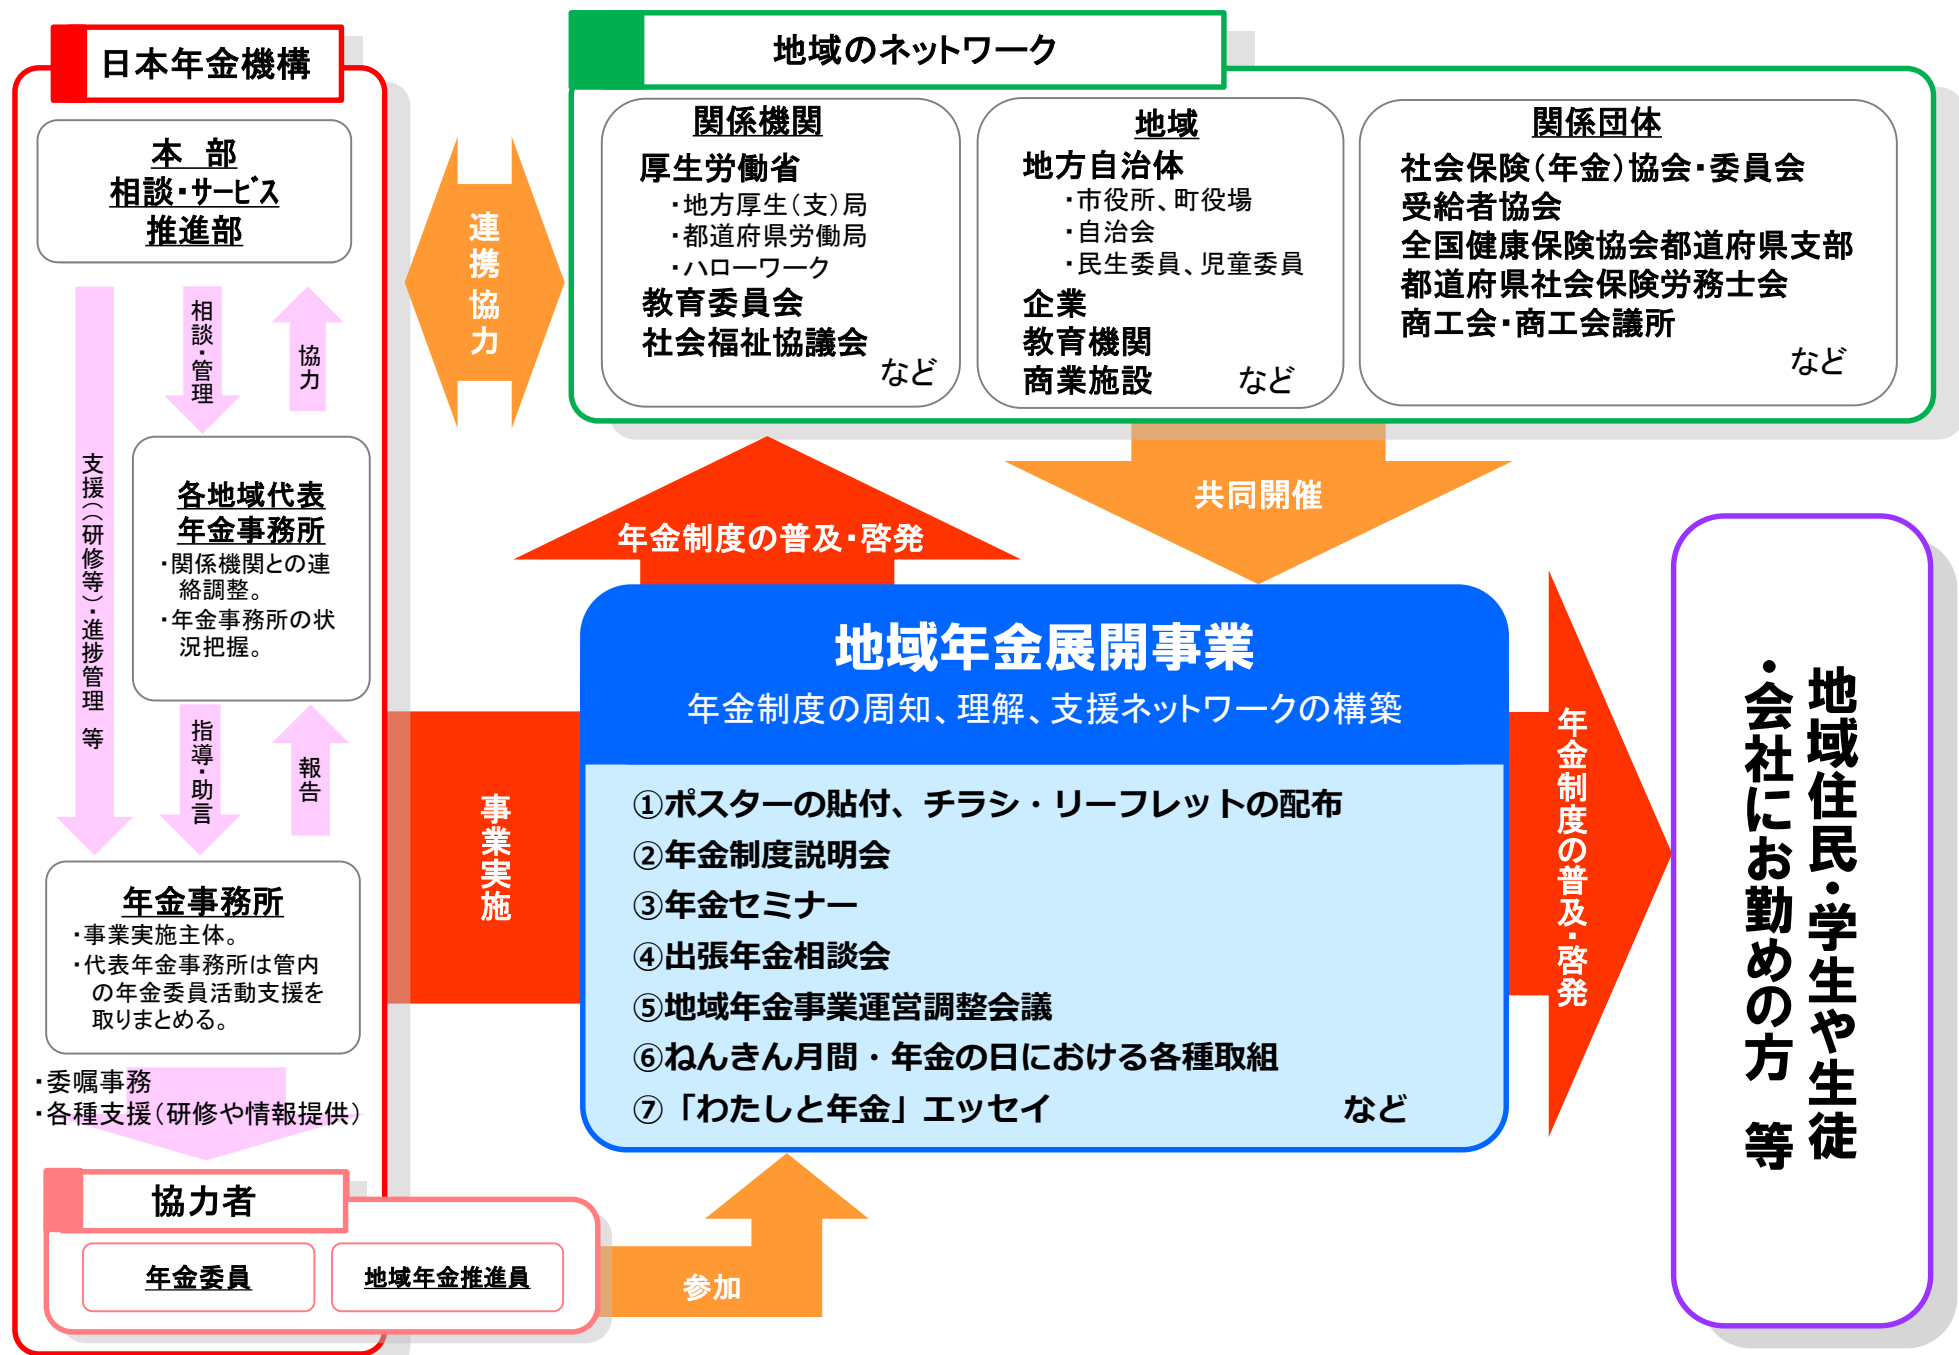 日本年金機構
本　部
相談・サービス
推進部
相談・管理
協力
支援（（研修等）・進捗管理　等
各地域代表
年金事務所
・関係機関との連
絡調整。
・年金事務所の状
況把握。
指導・助言
報告
年金事務所
・事業実施主体。
・代表年金事務所は管内
の年金委員活動支援を
取りまとめる。
・委嘱事務
・各種支援（研修や情報提供）
協力者
年金委員
地域年金推進員
連携協力
地域のネットワーク
関係機関
厚生労働省
・地方厚生（支）局
・都道府県労働局
・ハローワーク
教育委員会
社会福祉協議会
など
地域
地方自治体
・市役所、町役場
・自治会
・民生委員、児童委員
企業
教育機関
商業施設　　など
関係団体
社会保険（年金）協会・委員会
受給者協会
全国健康保険協会都道府県支部
都道府県社会保険労務士会
商工会・商工会議所
など
年金制度の普及・啓発
共同開催
事業実施
地域年金展開事業
年金制度の周知、理解、支援ネットワークの構築
①ポスターの貼付、チラシ・リーフレットの配布
②年金制度説明会
③年金セミナー
④出張年金相談会
⑤地域年金事業運営調整会議
⑥ねんきん月間・年金の日における各種取組
⑦「わたしと年金」エッセイ　　など
参加
年金制度の普及・啓発
地域住民・学生や生徒
・会社にお勤めの方　等